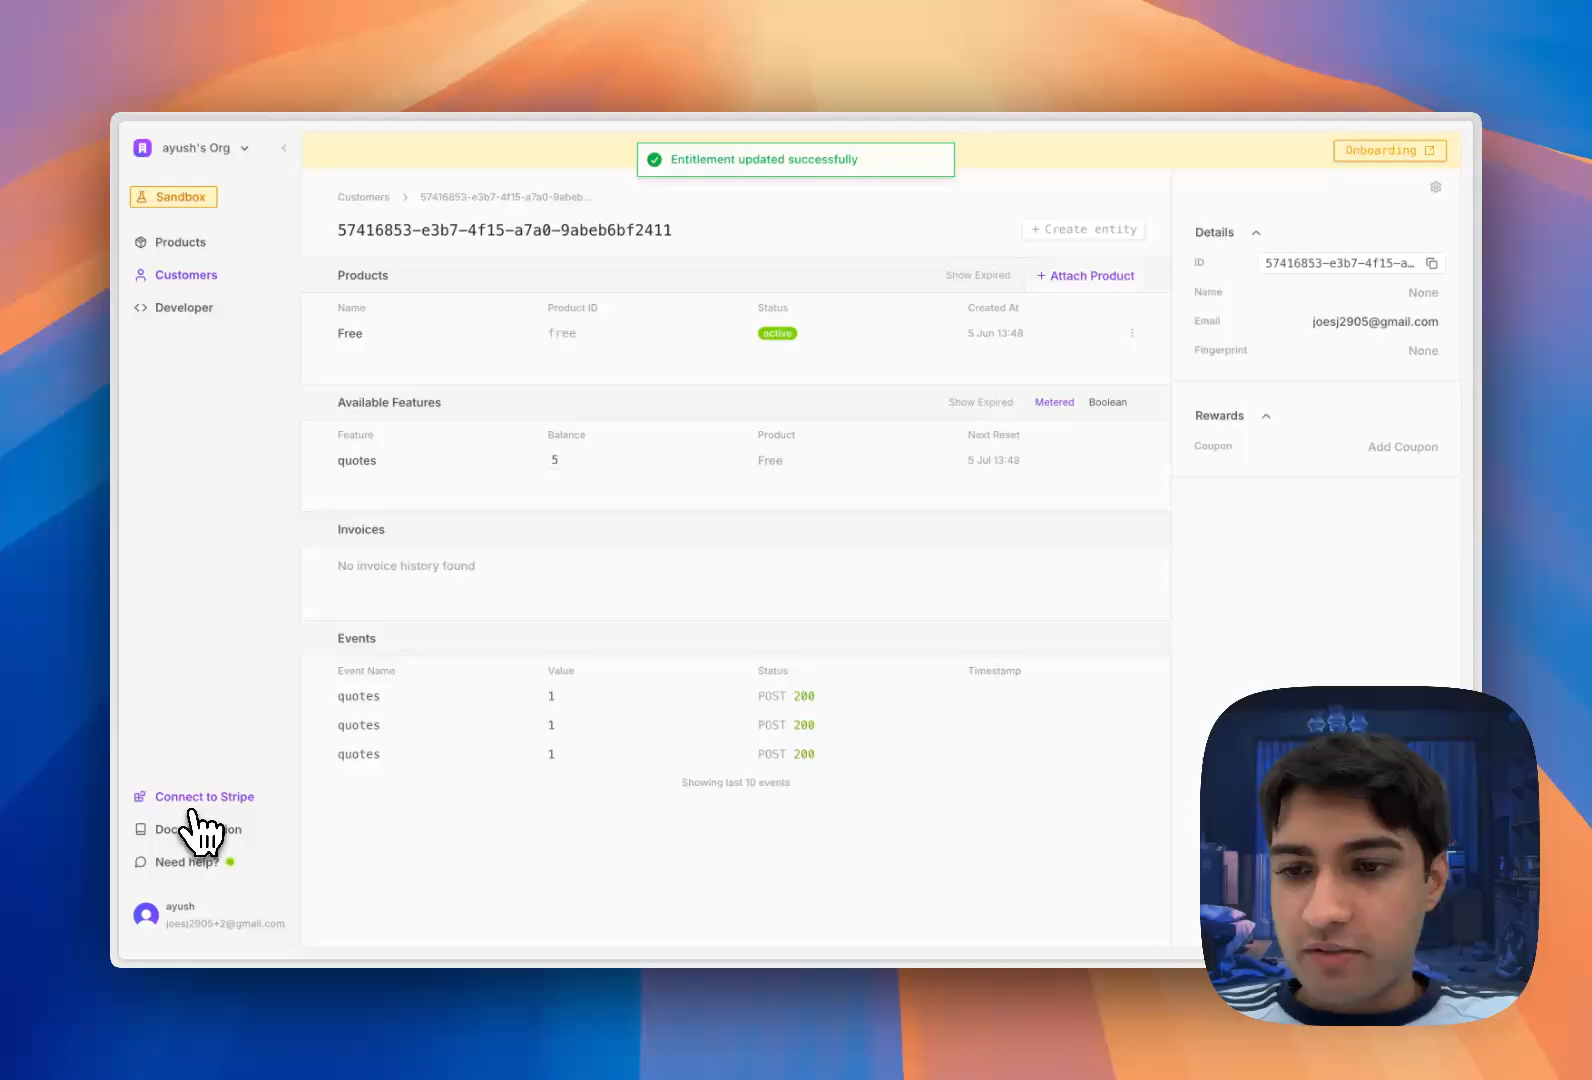 ayush's Org
Sandbox
Products
Customers
Developer
Connect to Stripe
Need help?
ayush
joesj2905+2@gmail.com
Entitlement updated successfully
Onboarding
Customers
57416853-e3b7-4f15-a7a0-9abeb...
57416853-e3b7-4f15-a7a0-9abeb6bf2411
+ Create entity
Products
Show Expired
+ Attach Product
Name Product ID Status Created At
Free free active 5 Jun 13:48
Available Features
Show Expired Metered Boolean
Feature Balance Product Next Reset
quotes 5 Free 5 Jul 13:48
Invoices
No invoice history found
Events
Event Name Value Status Timestamp
quotes 1 POST 200
quotes 1 POST 200
quotes 1 POST 200
Showing last 10 events
Details
ID 57416853-e3b7-4f15-a...
Name None
Email joesj2905@gmail.com
Fingerprint None
Rewards
Coupon Add Coupon